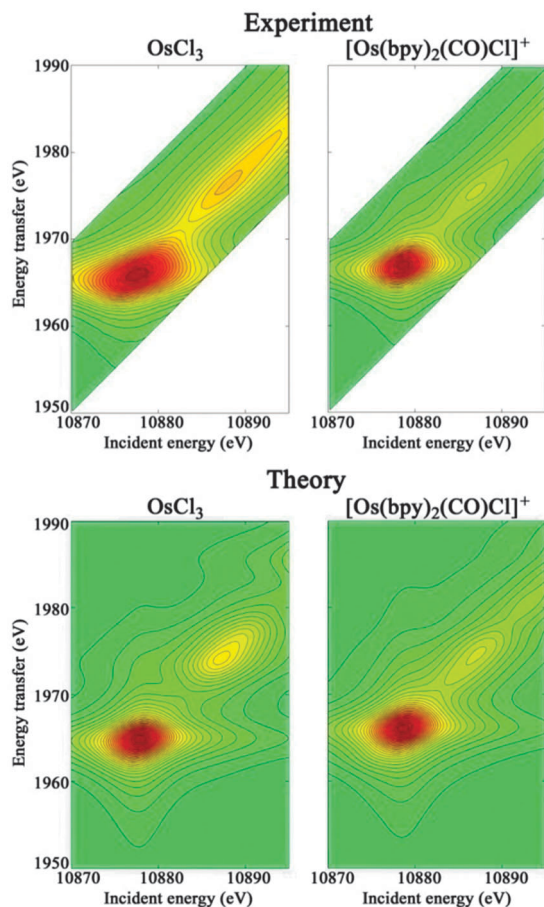 Experiment
OsCl3 [Os(bpy)2(CO)Cl]+
1990
1980
1970
1960
1950
Energy transfer (eV)
10870 10880 10890 10870 10880 10890
Incident energy (eV) Incident energy (eV)
Theory
OsCl3 [Os(bpy)2(CO)Cl]+
1990
1980
1970
1960
1950
Energy transfer (eV)
10870 10880 10890 10870 10880 10890
Incident energy (eV) Incident energy (eV)